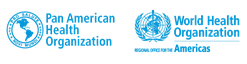 Pan American
Health
Organization
World Health
Organization
REGIONAL OFFICE FOR THE Americas